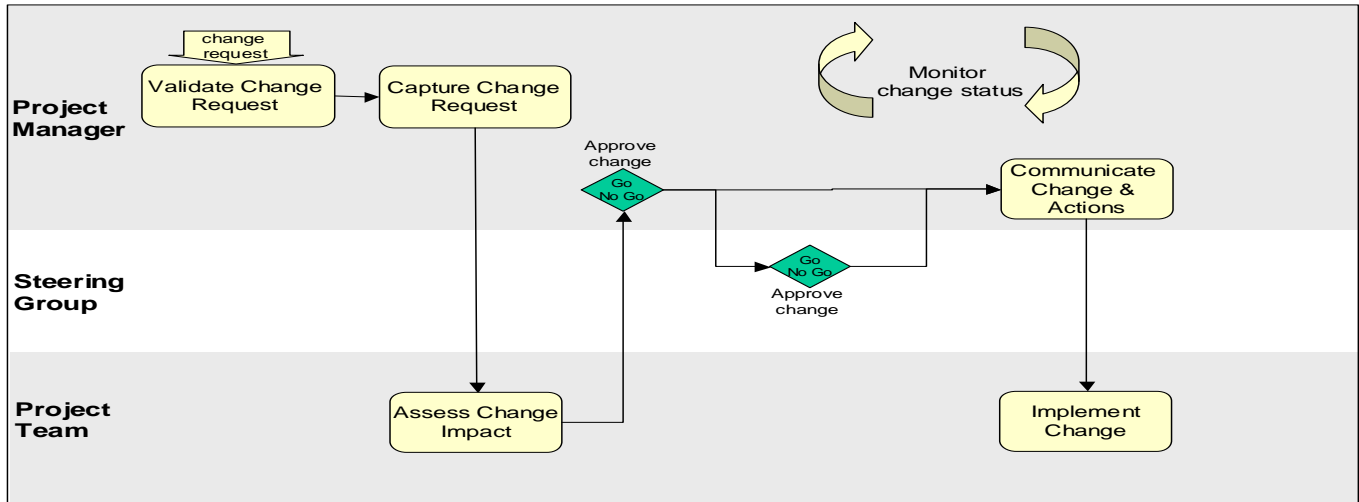 change
request
Validate Change
Request
Capture Change
Request
Monitor
change status
Project
Manager
Approve
change
Go
No Go
Communicate
Change &
Actions
Steering
Group
Go
No Go
Approve
change
Project
Team
Assess Change
Impact
Implement
Change